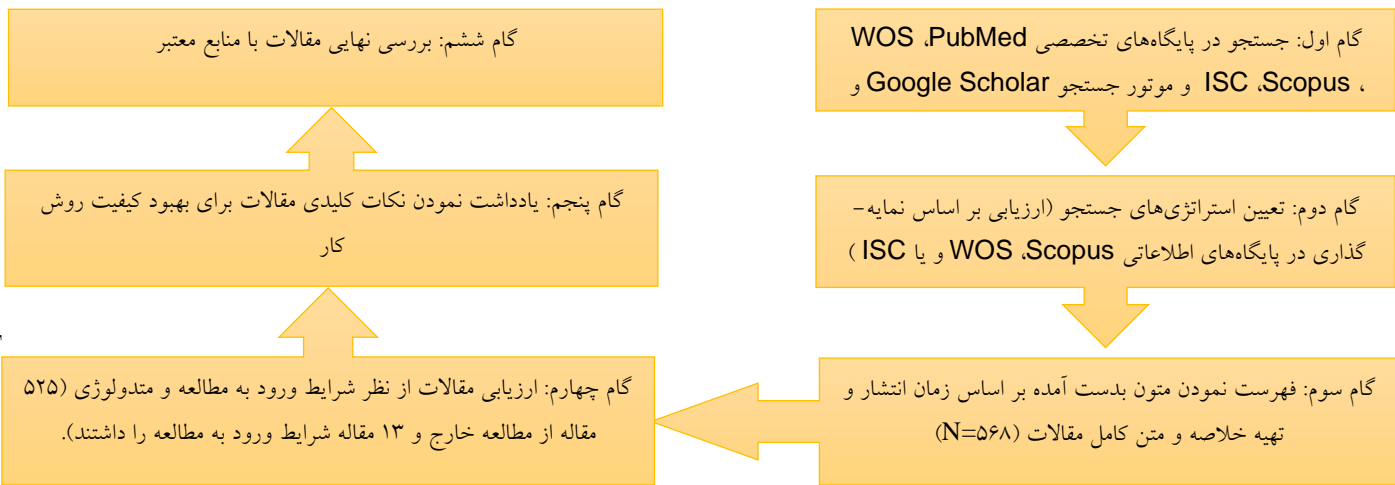 گام اول: جستجو در پایگاه‌های تخصصی WOS ،PubMed
، ISC ،Scopus و موتور جستجو Google Scholar و
گام دوم: تعیین استراتژی‌های جستجو (ارزیابی بر اساس نمایه-
گذاری در پایگاه‌های اطلاعاتی WOS ،Scopus و یا ISC )
گام سوم: فهرست نمودن متون بدست آمده بر اساس زمان انتشار و
تهیه خلاصه و متن کامل مقالات (N=۵۶۸)
گام چهارم: ارزیابی مقالات از نظر شرایط ورود به مطالعه و متدولوژی (۵۲۵
مقاله از مطالعه خارج و ۱۳ مقاله شرایط ورود به مطالعه را داشتند).
گام پنجم: یادداشت نمودن نکات کلیدی مقالات برای بهبود کیفیت روش
کار
گام ششم: بررسی نهایی مقالات با منابع معتبر